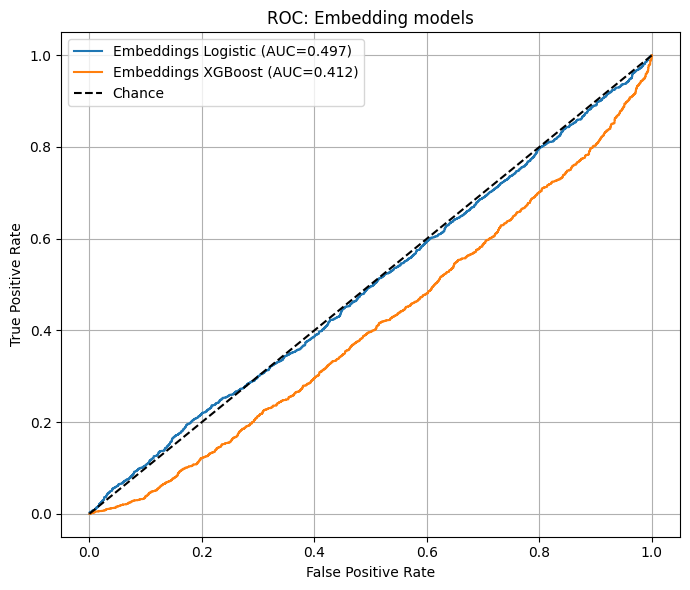 ROC: Embedding models
Embeddings Logistic (AUC=0.497)
Embeddings XGBoost (AUC=0.412)
Chance
True Positive Rate
1.0
0.8
0.6
0.4
0.2
0.0
0.0 0.2 0.4 0.6 0.8 1.0
False Positive Rate